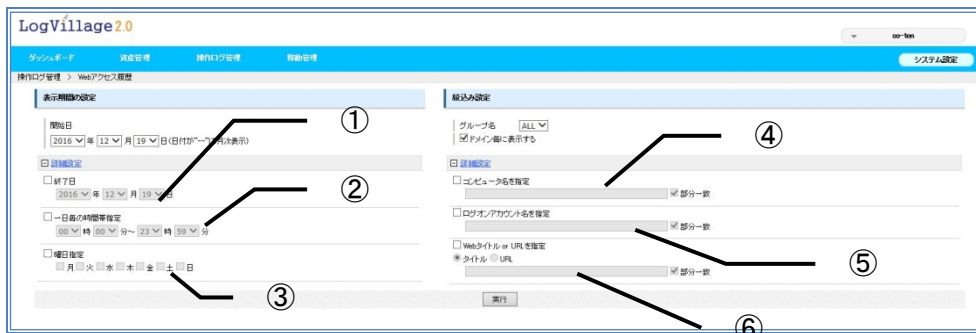 LogVillage 2.0
so-ten
ダッシュボード 資産管理 操作ログ管理 稼動管理 システム設定
操作ログ管理 > Webアクセス履歴
表示期間の設定
開始日
2016 年 12 月 19 日(日付が"--"は月次表示)
①
詳細設定
終了日
2016 年 12 月 19 日
②
一日毎の時間帯指定
00 時 00 分～ 23 時 59 分
曜日指定
月 火 水 木 金 土 日
③
絞込み設定
グループ名 ALL
ドメイン毎に表示する
④
詳細設定
コンピュータ名を指定
部分一致
ログオンアカウント名を指定
部分一致
⑤
Webタイトル or URLを指定
タイトル URL
部分一致
⑥
実行